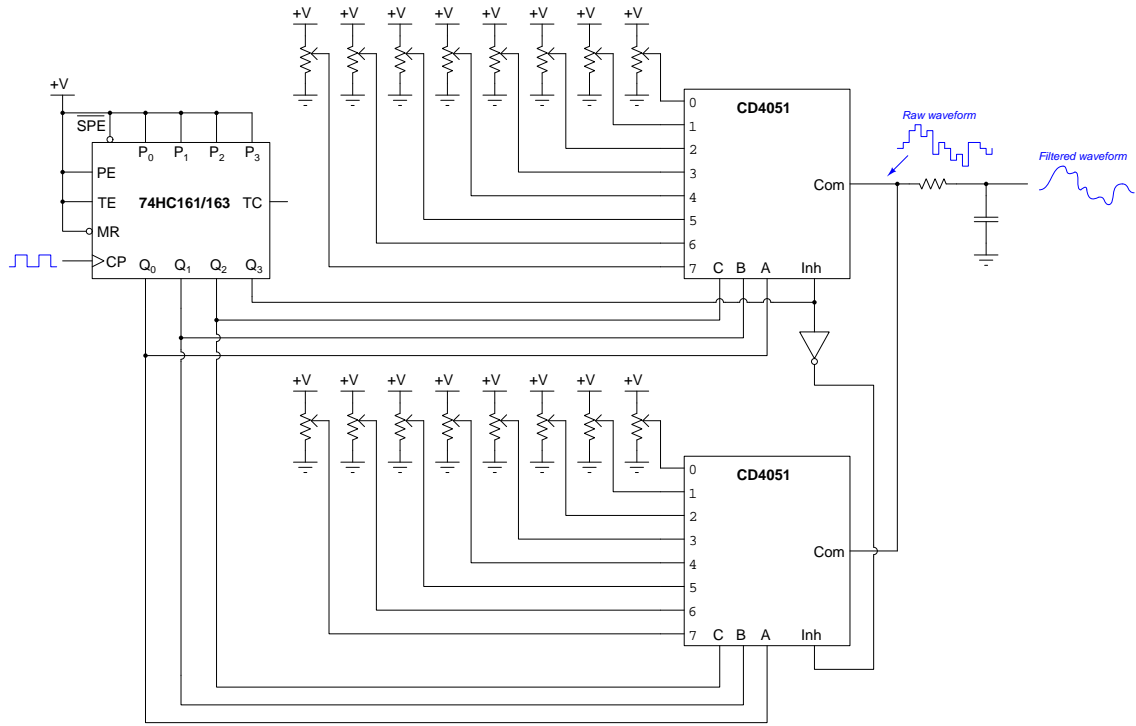 +V +V +V +V +V +V +V +V
+V
SPE
P0 P1 P2 P3
PE
TE
74HC161/163
TC
MR
CP
Q0 Q1 Q2 Q3
CD4051
0
1
2
3
4
5
6
7
Com
C B A Inh
Raw waveform
Filtered waveform
+V +V +V +V +V +V +V +V
CD4051
0
1
2
3
4
5
6
7
Com
C B A Inh